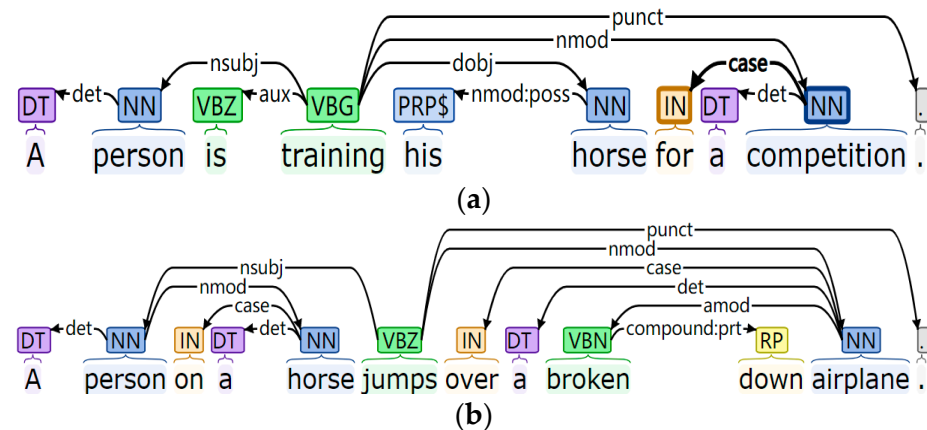 punct
nmod
nsubj dobj case
det aux nmod:poss det
DT NN VBZ VBG PRP$ NN IN DT NN .
A person is training his horse for a competition .
(a)
punct
nmod
nsubj case
nmod det
case amod
det det compound:prt
DT NN IN DT NN VBZ IN DT VBN RP NN .
A person on a horse jumps over a broken down airplane .
(b)